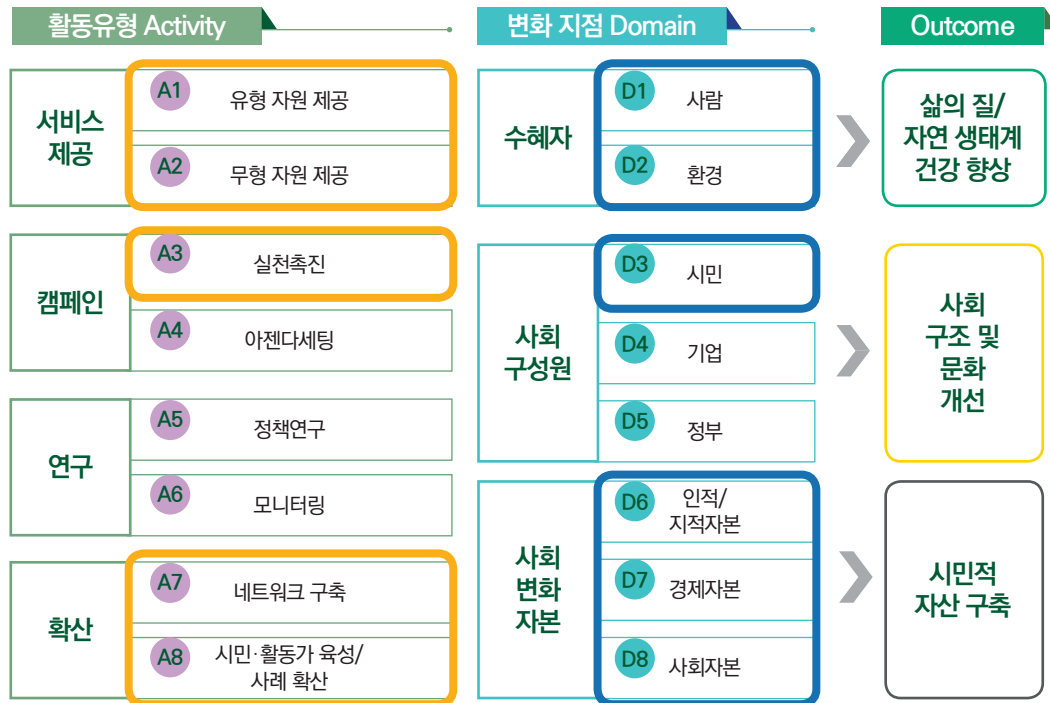 활동유형 Activity
변화 지점 Domain
Outcome
서비스
제공
A1
유형 자원 제공
A2
무형 자원 제공
캠페인
A3
실천촉진
A4
아젠다세팅
연구
A5
정책연구
A6
모니터링
확산
A7
네트워크 구축
A8
시민·활동가 육성/
사례 확산
수혜자
D1
사람
D2
환경
사회
구성원
D3
시민
D4
기업
D5
정부
사회
변화
자본
D6
인적/
지적자본
D7
경제자본
D8
사회자본
삶의 질/
자연 생태계
건강 향상
사회
구조 및
문화
개선
시민적
자산 구축